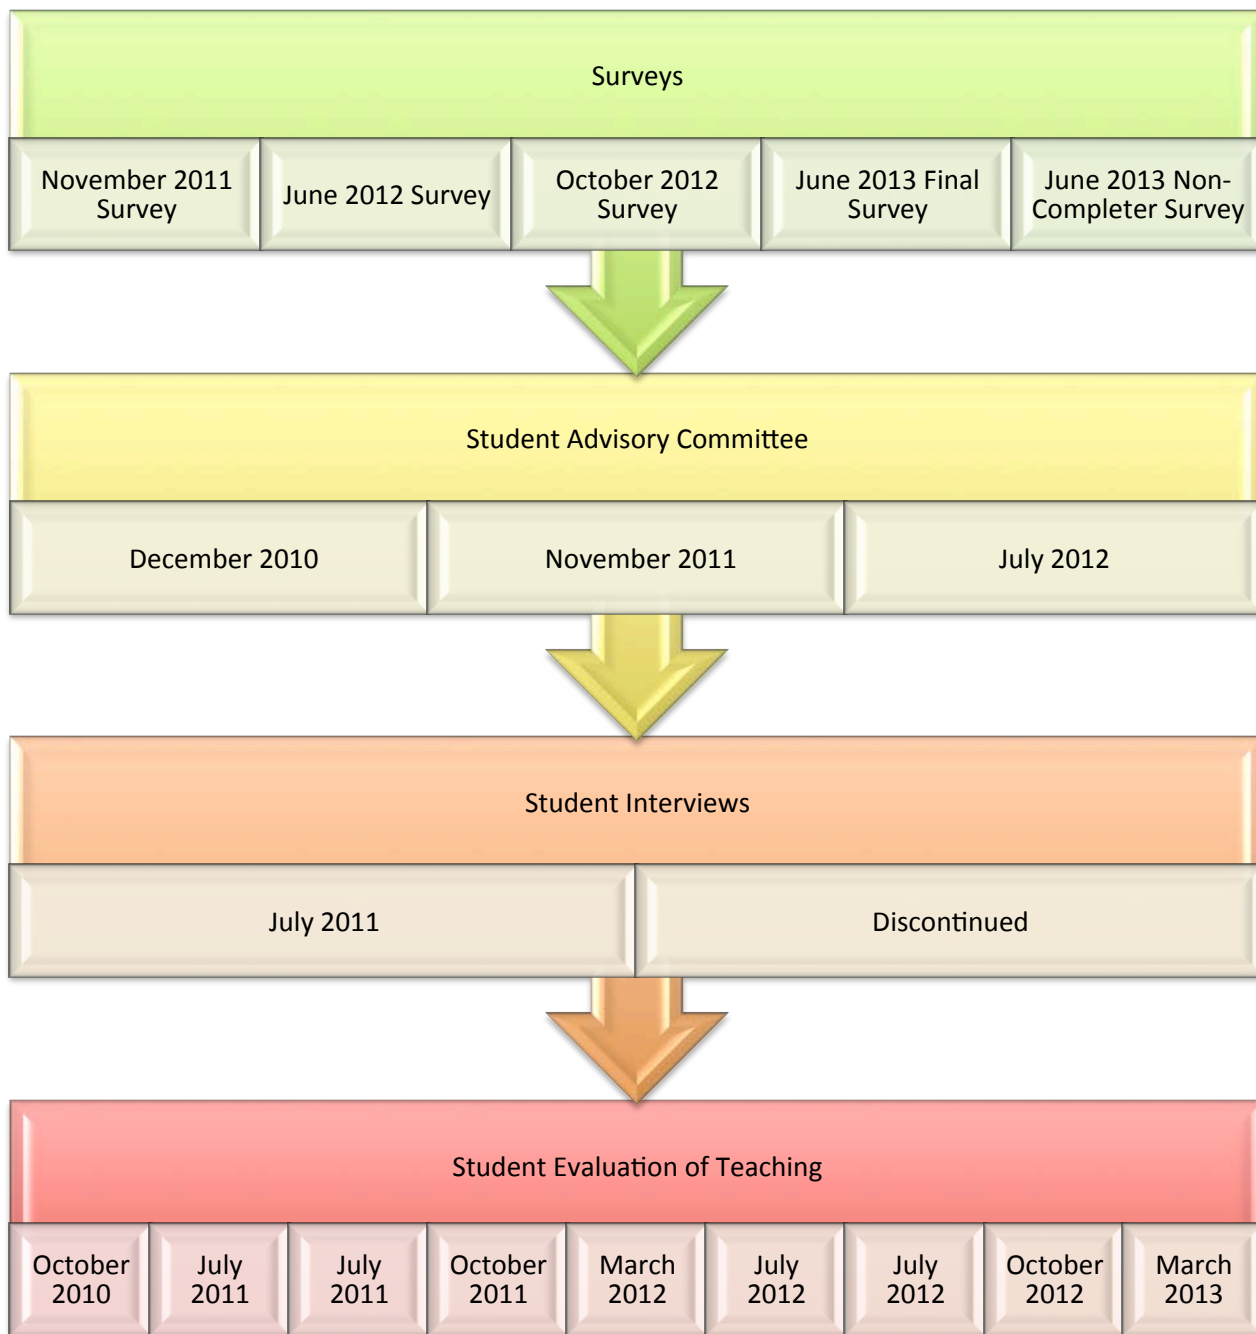 Surveys
November 2011
Survey
June 2012 Survey
October 2012
Survey
June 2013 Final
Survey
June 2013 Non-
Completer Survey
Student Advisory Committee
December 2010
November 2011
July 2012
Student Interviews
July 2011
Discontinued
Student Evaluation of Teaching
October
2010
July
2011
July
2011
October
2011
March
2012
July
2012
July
2012
October
2012
March
2013